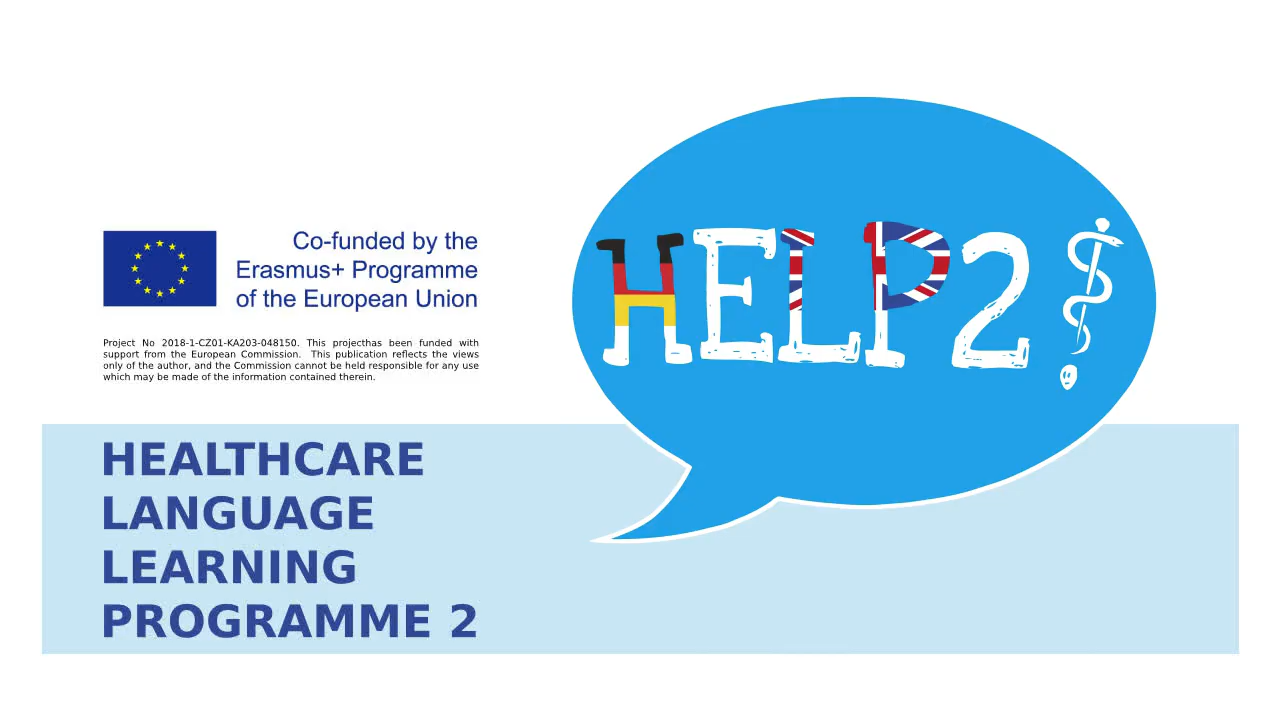 Co-funded by the
Erasmus+ Programme
of the European Union
Project No 2018-1-CZ01-KA203-048150. This projecthas been funded with
support from the European Commission. This publication reflects the views
only of the author, and the Commission cannot be held responsible for any use
which may be made of the information contained therein.
HELP2
HEALTHCARE
LANGUAGE
LEARNING
PROGRAMME 2